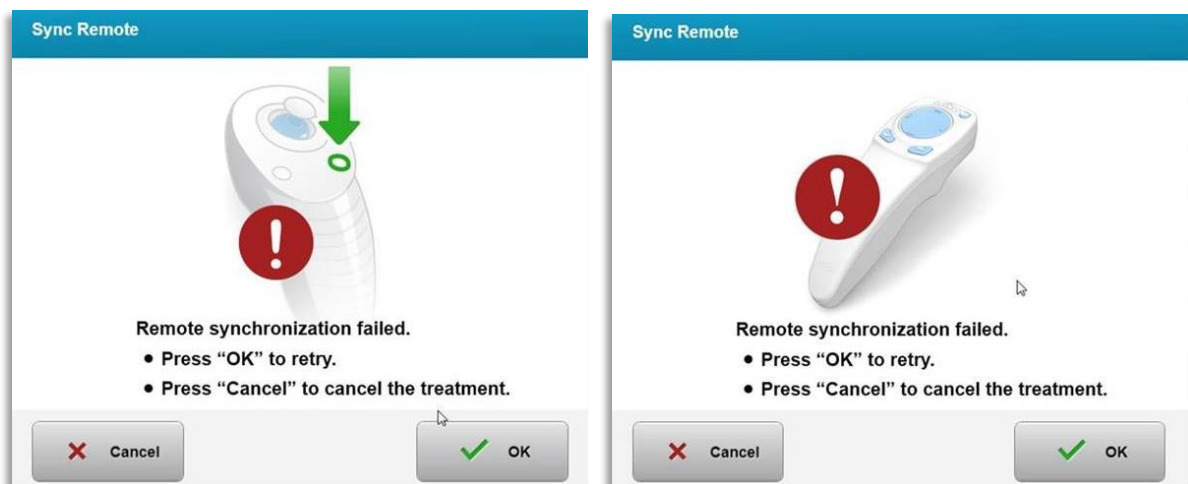 Sync Remote
Remote synchronization failed.
• Press “OK” to retry.
• Press “Cancel” to cancel the treatment.
Cancel
OK
Sync Remote
Remote synchronization failed.
• Press “OK” to retry.
• Press “Cancel” to cancel the treatment.
Cancel
OK